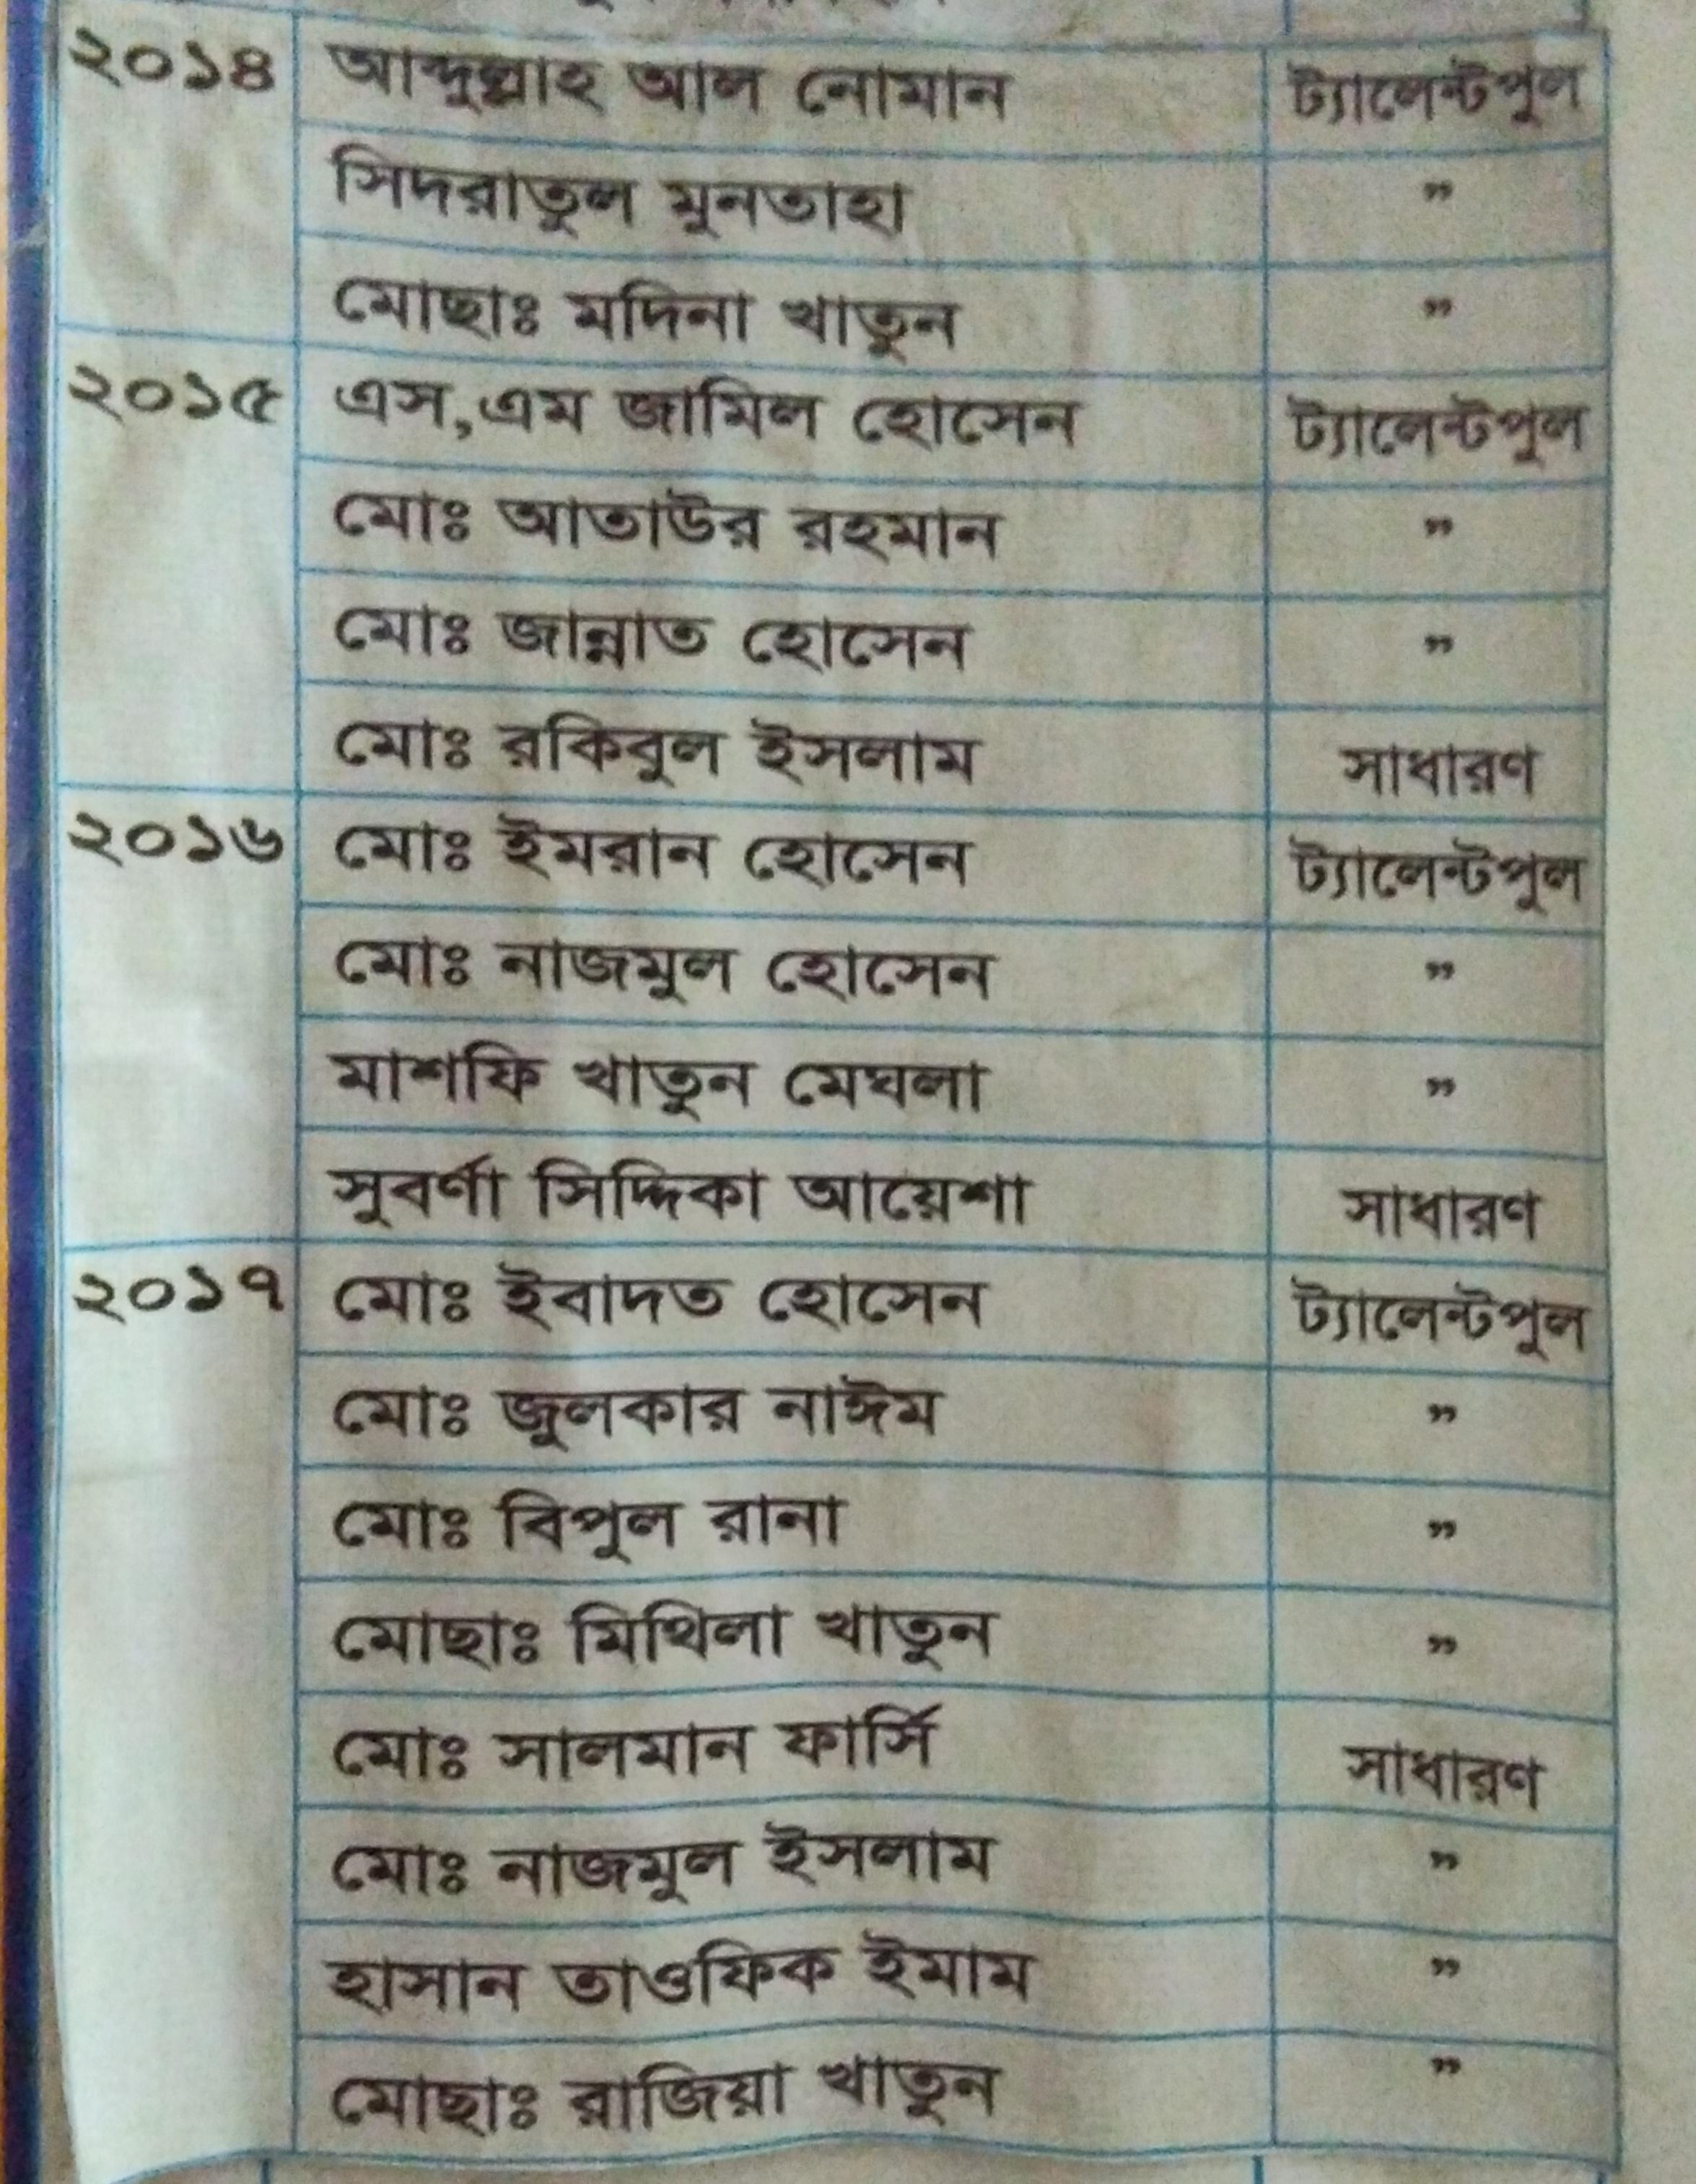 ২০১৪ আব্দুল্লাহ আল নোমান ট্যালেন্টপুল
সিদরাতুল মুনতাহা ”
মোছাঃ মদিনা খাতুন ”
২০১৫ এস,এম জামিল হোসেন ট্যালেন্টপুল
মোঃ আতাউর রহমান ”
মোঃ জান্নাত হোসেন ”
মোঃ রকিবুল ইসলাম সাধারণ
২০১৬ মোঃ ইমরান হোসেন ট্যালেন্টপুল
মোঃ নাজমুল হোসেন ”
মাশফি খাতুন মেঘলা ”
সুবর্ণা সিদ্দিকা আয়েশা সাধারণ
২০১৭ মোঃ ইবাদত হোসেন ট্যালেন্টপুল
মোঃ জুলকার নাঈম ”
মোঃ বিপুল রানা ”
মোছাঃ মিথিলা খাতুন ”
মোঃ সালমান ফার্সি সাধারণ
মোঃ নাজমুল ইসলাম ”
হাসান তাওফিক ইমাম ”
মোছাঃ রাজিয়া খাতুন ”